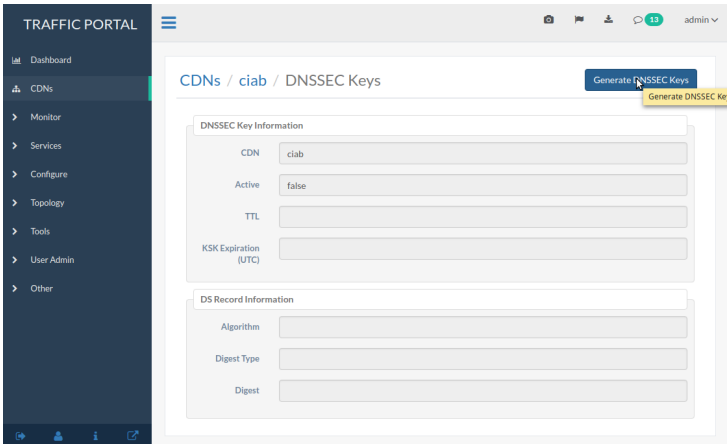 TRAFFIC PORTAL
13
admin
Dashboard
CDNs
Monitor
Services
Configure
Topology
Tools
User Admin
Other
CDNs / ciab / DNSSEC Keys
Generate DNSSEC Keys
Generate DNSSEC Ke
DNSSEC Key Information
CDN
ciab
Active
false
TTL
KSK Expiration
(UTC)
DS Record Information
Algorithm
Digest Type
Digest